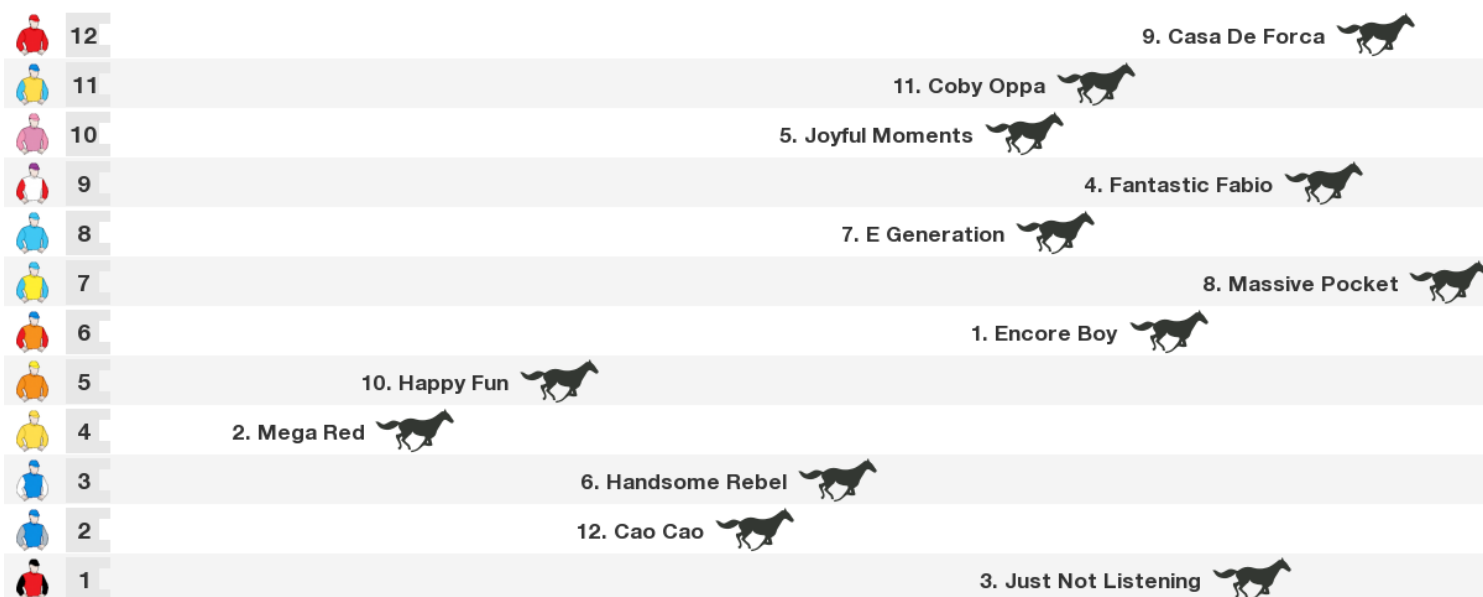 12 9. Casa De Forca
11 11. Coby Oppa
10 5. Joyful Moments
9 4. Fantastic Fabio
8 7. E Generation
7 8. Massive Pocket
6 1. Encore Boy
5 10. Happy Fun
4 2. Mega Red
3 6. Handsome Rebel
2 12. Cao Cao
1 3. Just Not Listening